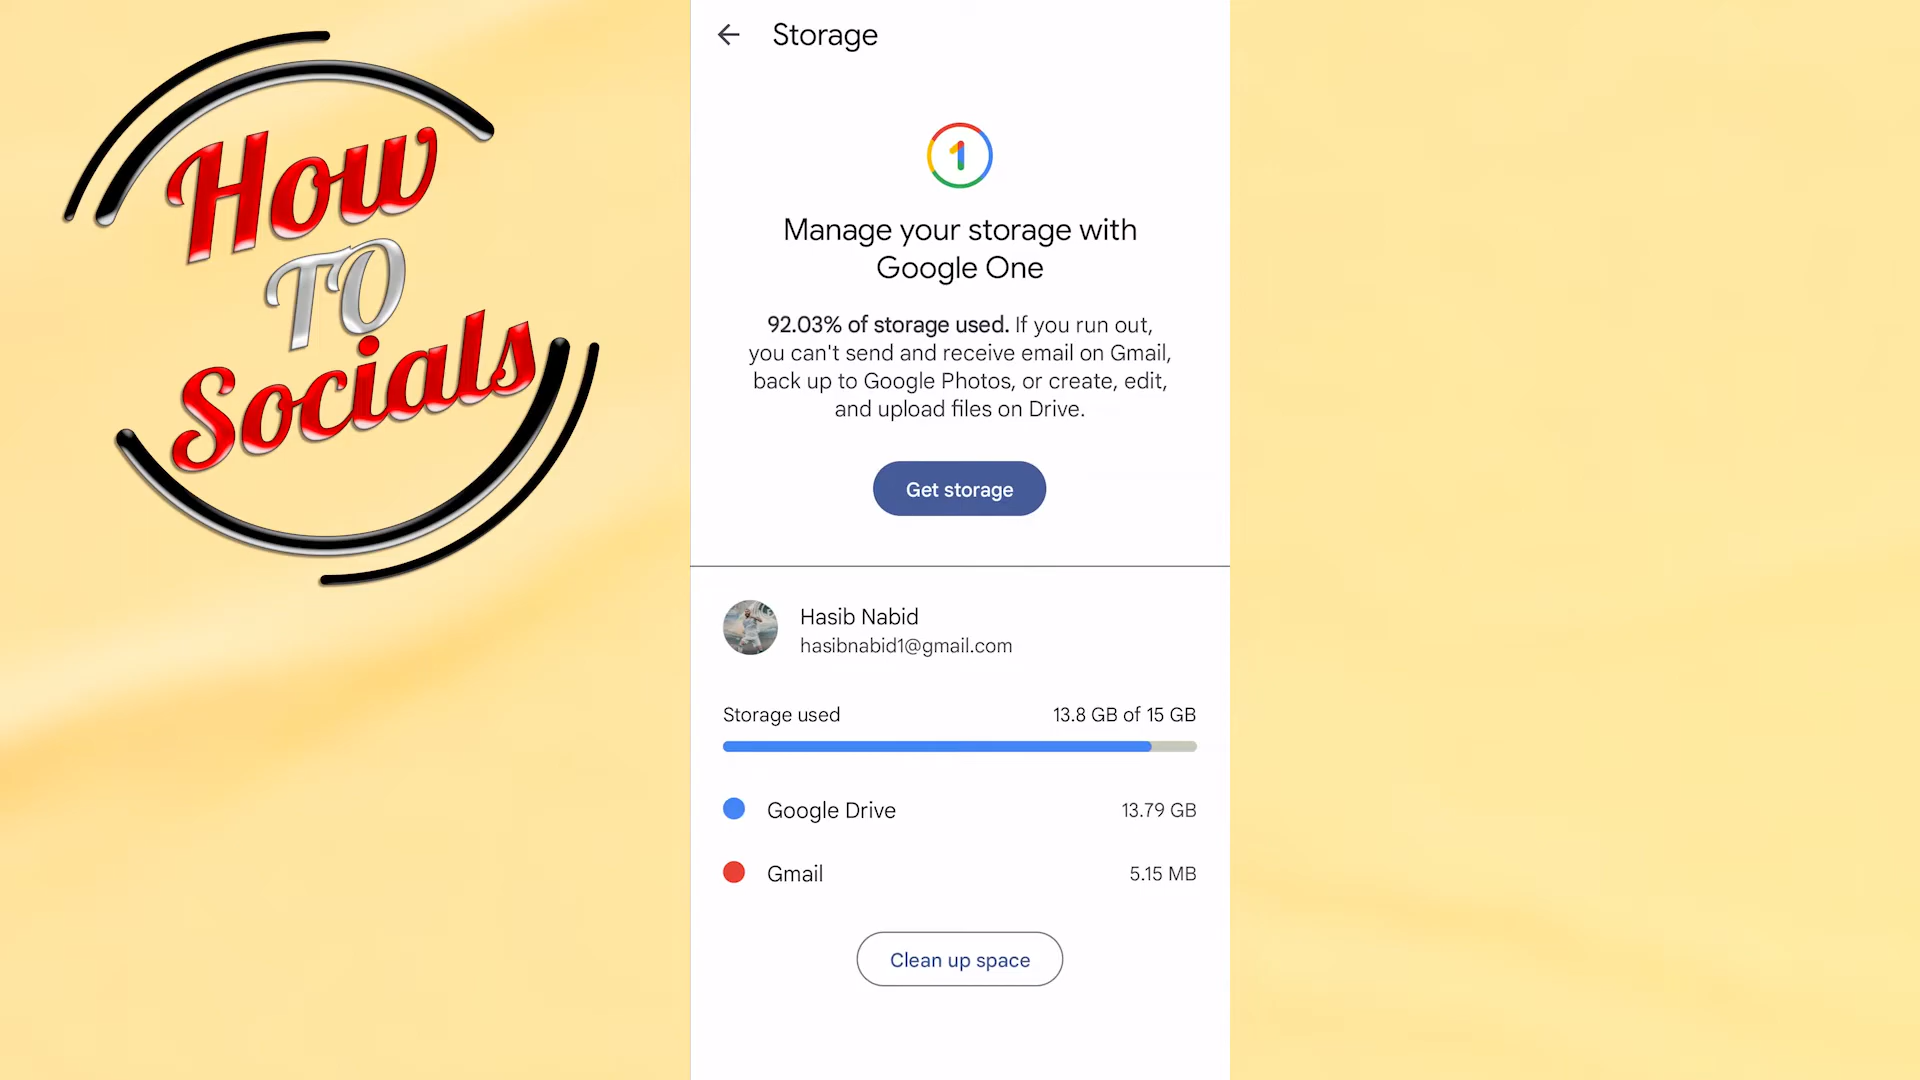 How
TO
Socials
Storage
1
Manage your storage with
Google One
92.03% of storage used. If you run out,
you can't send and receive email on Gmail,
back up to Google Photos, or create, edit,
and upload files on Drive.
Get storage
Hasib Nabid
hasibnabid1@gmail.com
Storage used 13.8 GB of 15 GB
Google Drive 13.79 GB
Gmail 5.15 MB
Clean up space